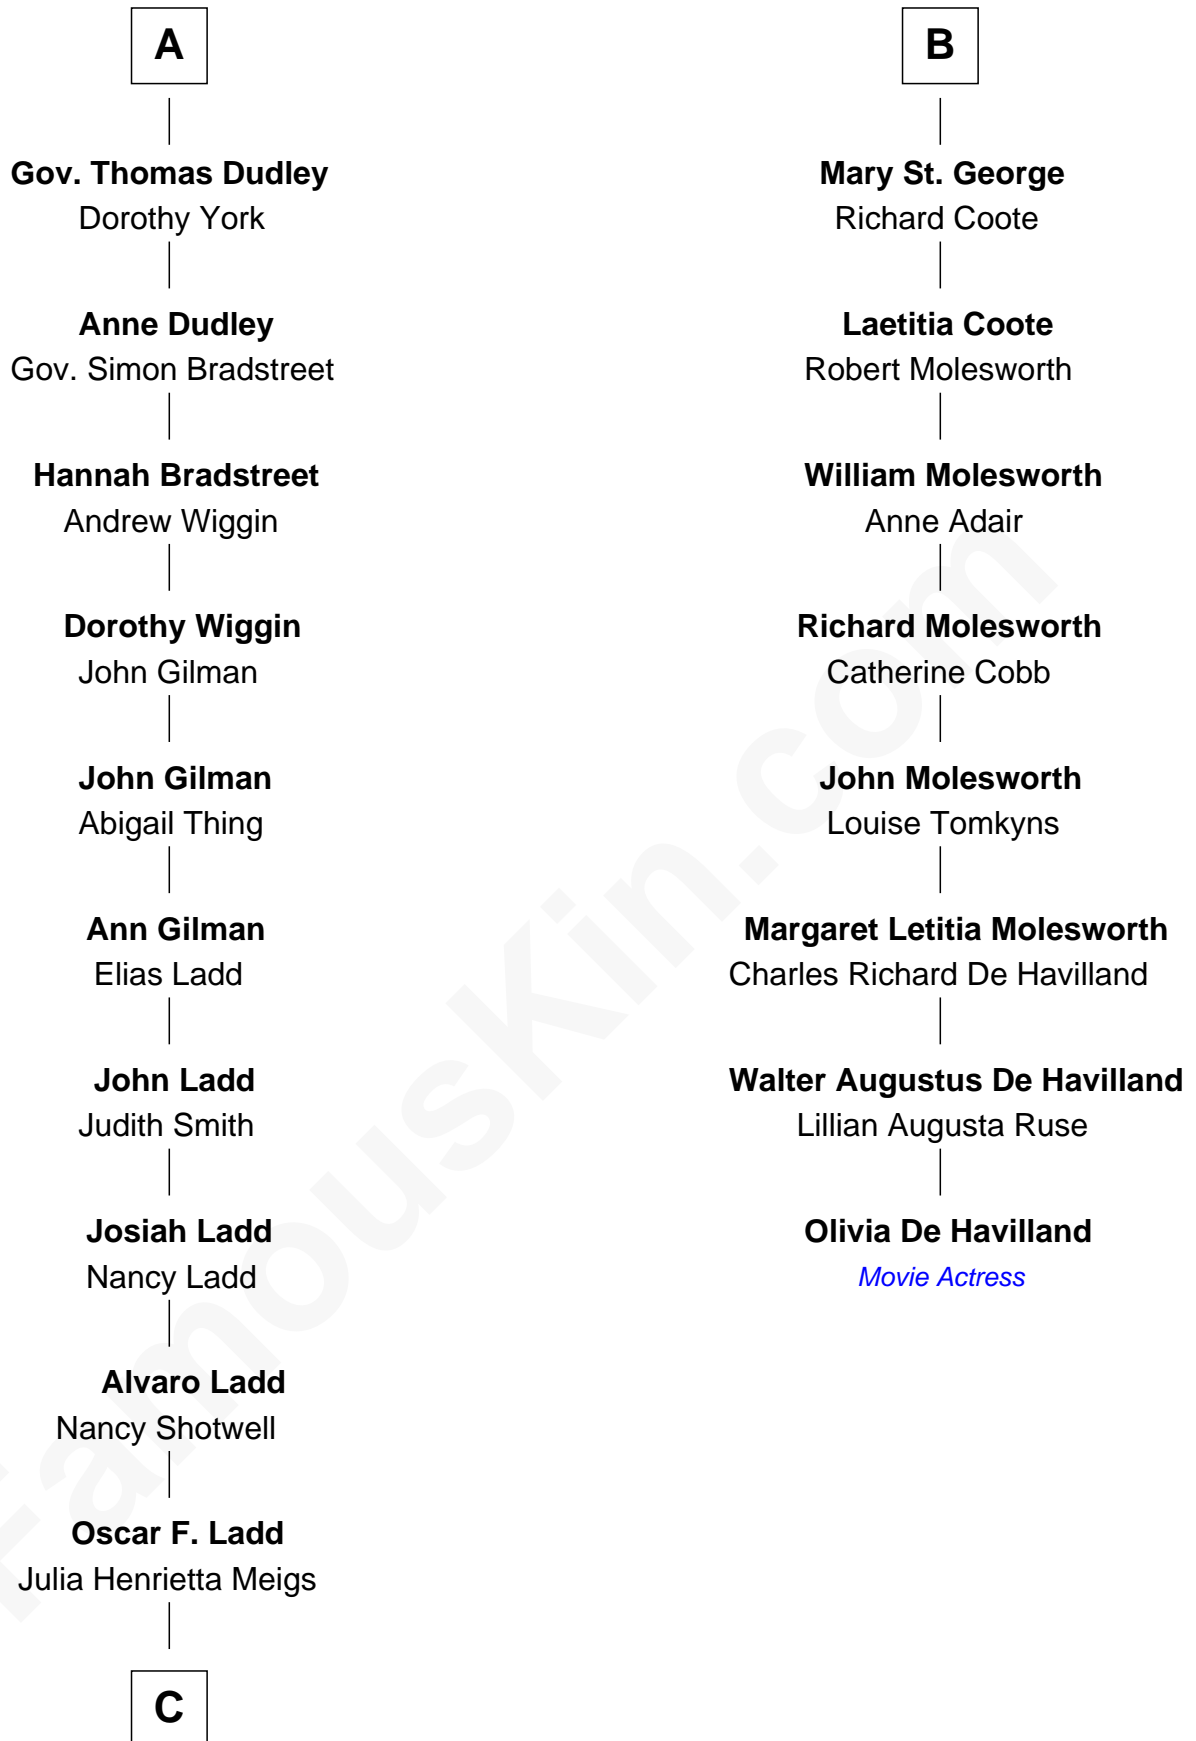 A
Gov. Thomas Dudley
Dorothy York
Anne Dudley
Gov. Simon Bradstreet
Hannah Bradstreet
Andrew Wiggin
Dorothy Wiggin
John Gilman
John Gilman
Abigail Thing
Ann Gilman
Elias Ladd
John Ladd
Judith Smith
Josiah Ladd
Nancy Ladd
Alvaro Ladd
Nancy Shotwell
Oscar F. Ladd
Julia Henrietta Meigs
C
B
Mary St. George
Richard Coote
Laetitia Coote
Robert Molesworth
William Molesworth
Anne Adair
Richard Molesworth
Catherine Cobb
John Molesworth
Louise Tomkyns
Margaret Letitia Molesworth
Charles Richard De Havilland
Walter Augustus De Havilland
Lillian Augusta Ruse
Olivia De Havilland
Movie Actress
FamousKin.com